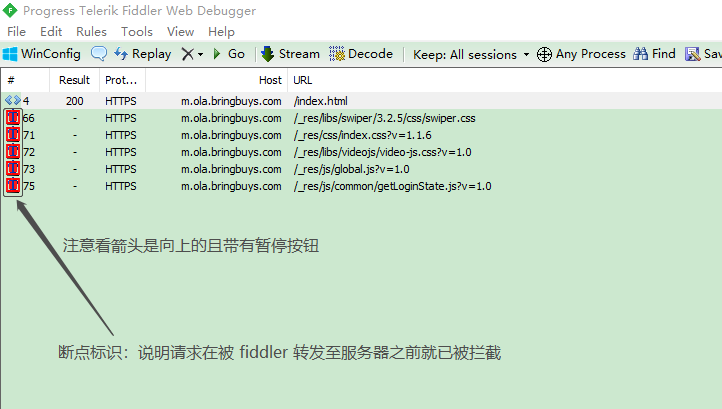 Progress Telerik Fiddler Web Debugger
File Edit Rules Tools View Help
WinConfig Replay Go Stream Decode Keep: All sessions Any Process Find Sav
# Result Prot... Host URL
4 200 HTTPS m.ola.bringbuys.com /index.html
66 - HTTPS m.ola.bringbuys.com /_res/libs/swiper/3.2.5/css/swiper.css
71 - HTTPS m.ola.bringbuys.com /_res/css/index.css?v=1.1.6
72 - HTTPS m.ola.bringbuys.com /_res/libs/videojs/video-js.css?v=1.0
73 - HTTPS m.ola.bringbuys.com /_res/js/global.js?v=1.0
75 - HTTPS m.ola.bringbuys.com /_res/js/common/getLoginState.js?v=1.0
注意看箭头是向上的且带有暂停按钮
断点标识：说明请求在被 fiddler 转发至服务器之前就已被拦截